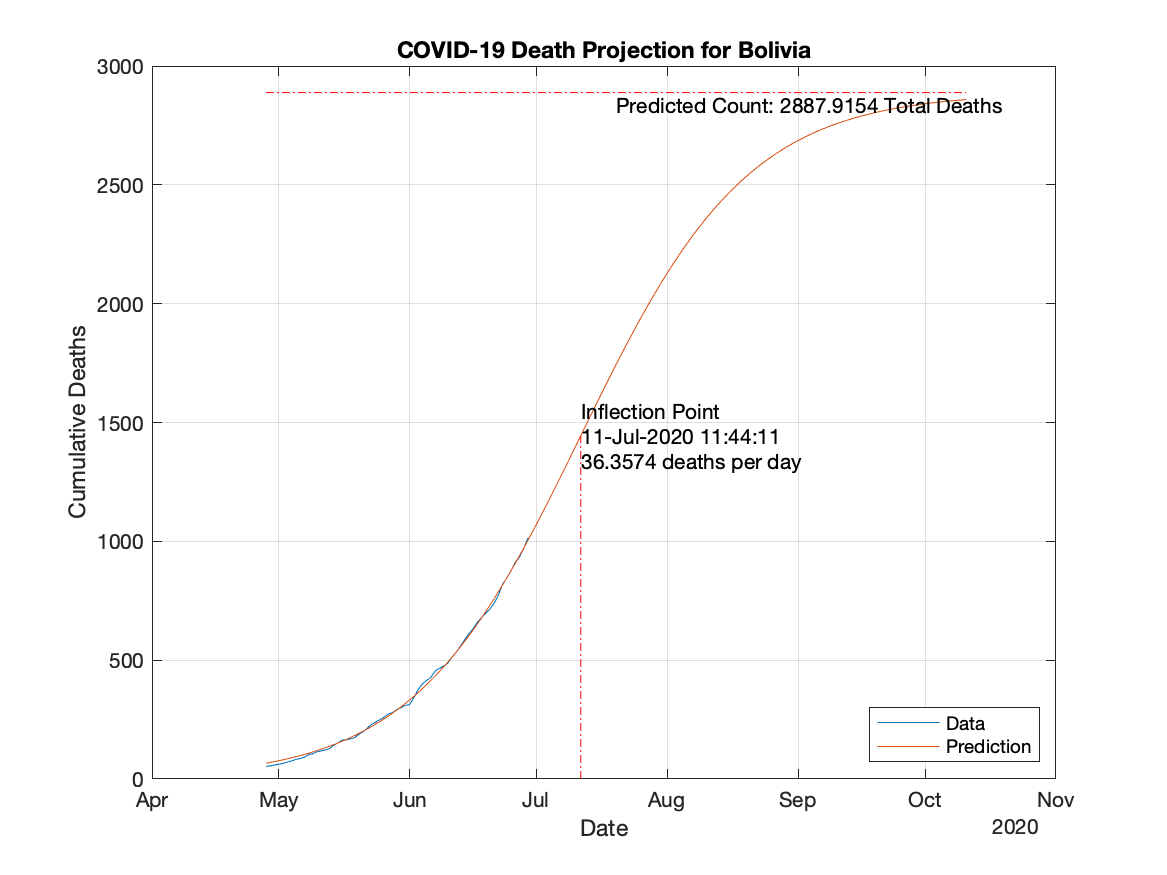 COVID-19 Death Projection for Bolivia
3000
Predicted Count: 2887.9154 Total Deaths
2500
2000
Cumulative Deaths
1500
Inflection Point
11-Jul-2020 11:44:11
36.3574 deaths per day
1000
500
Data
Prediction
0
Apr May Jun Jul Aug Sep Oct Nov
Date
2020